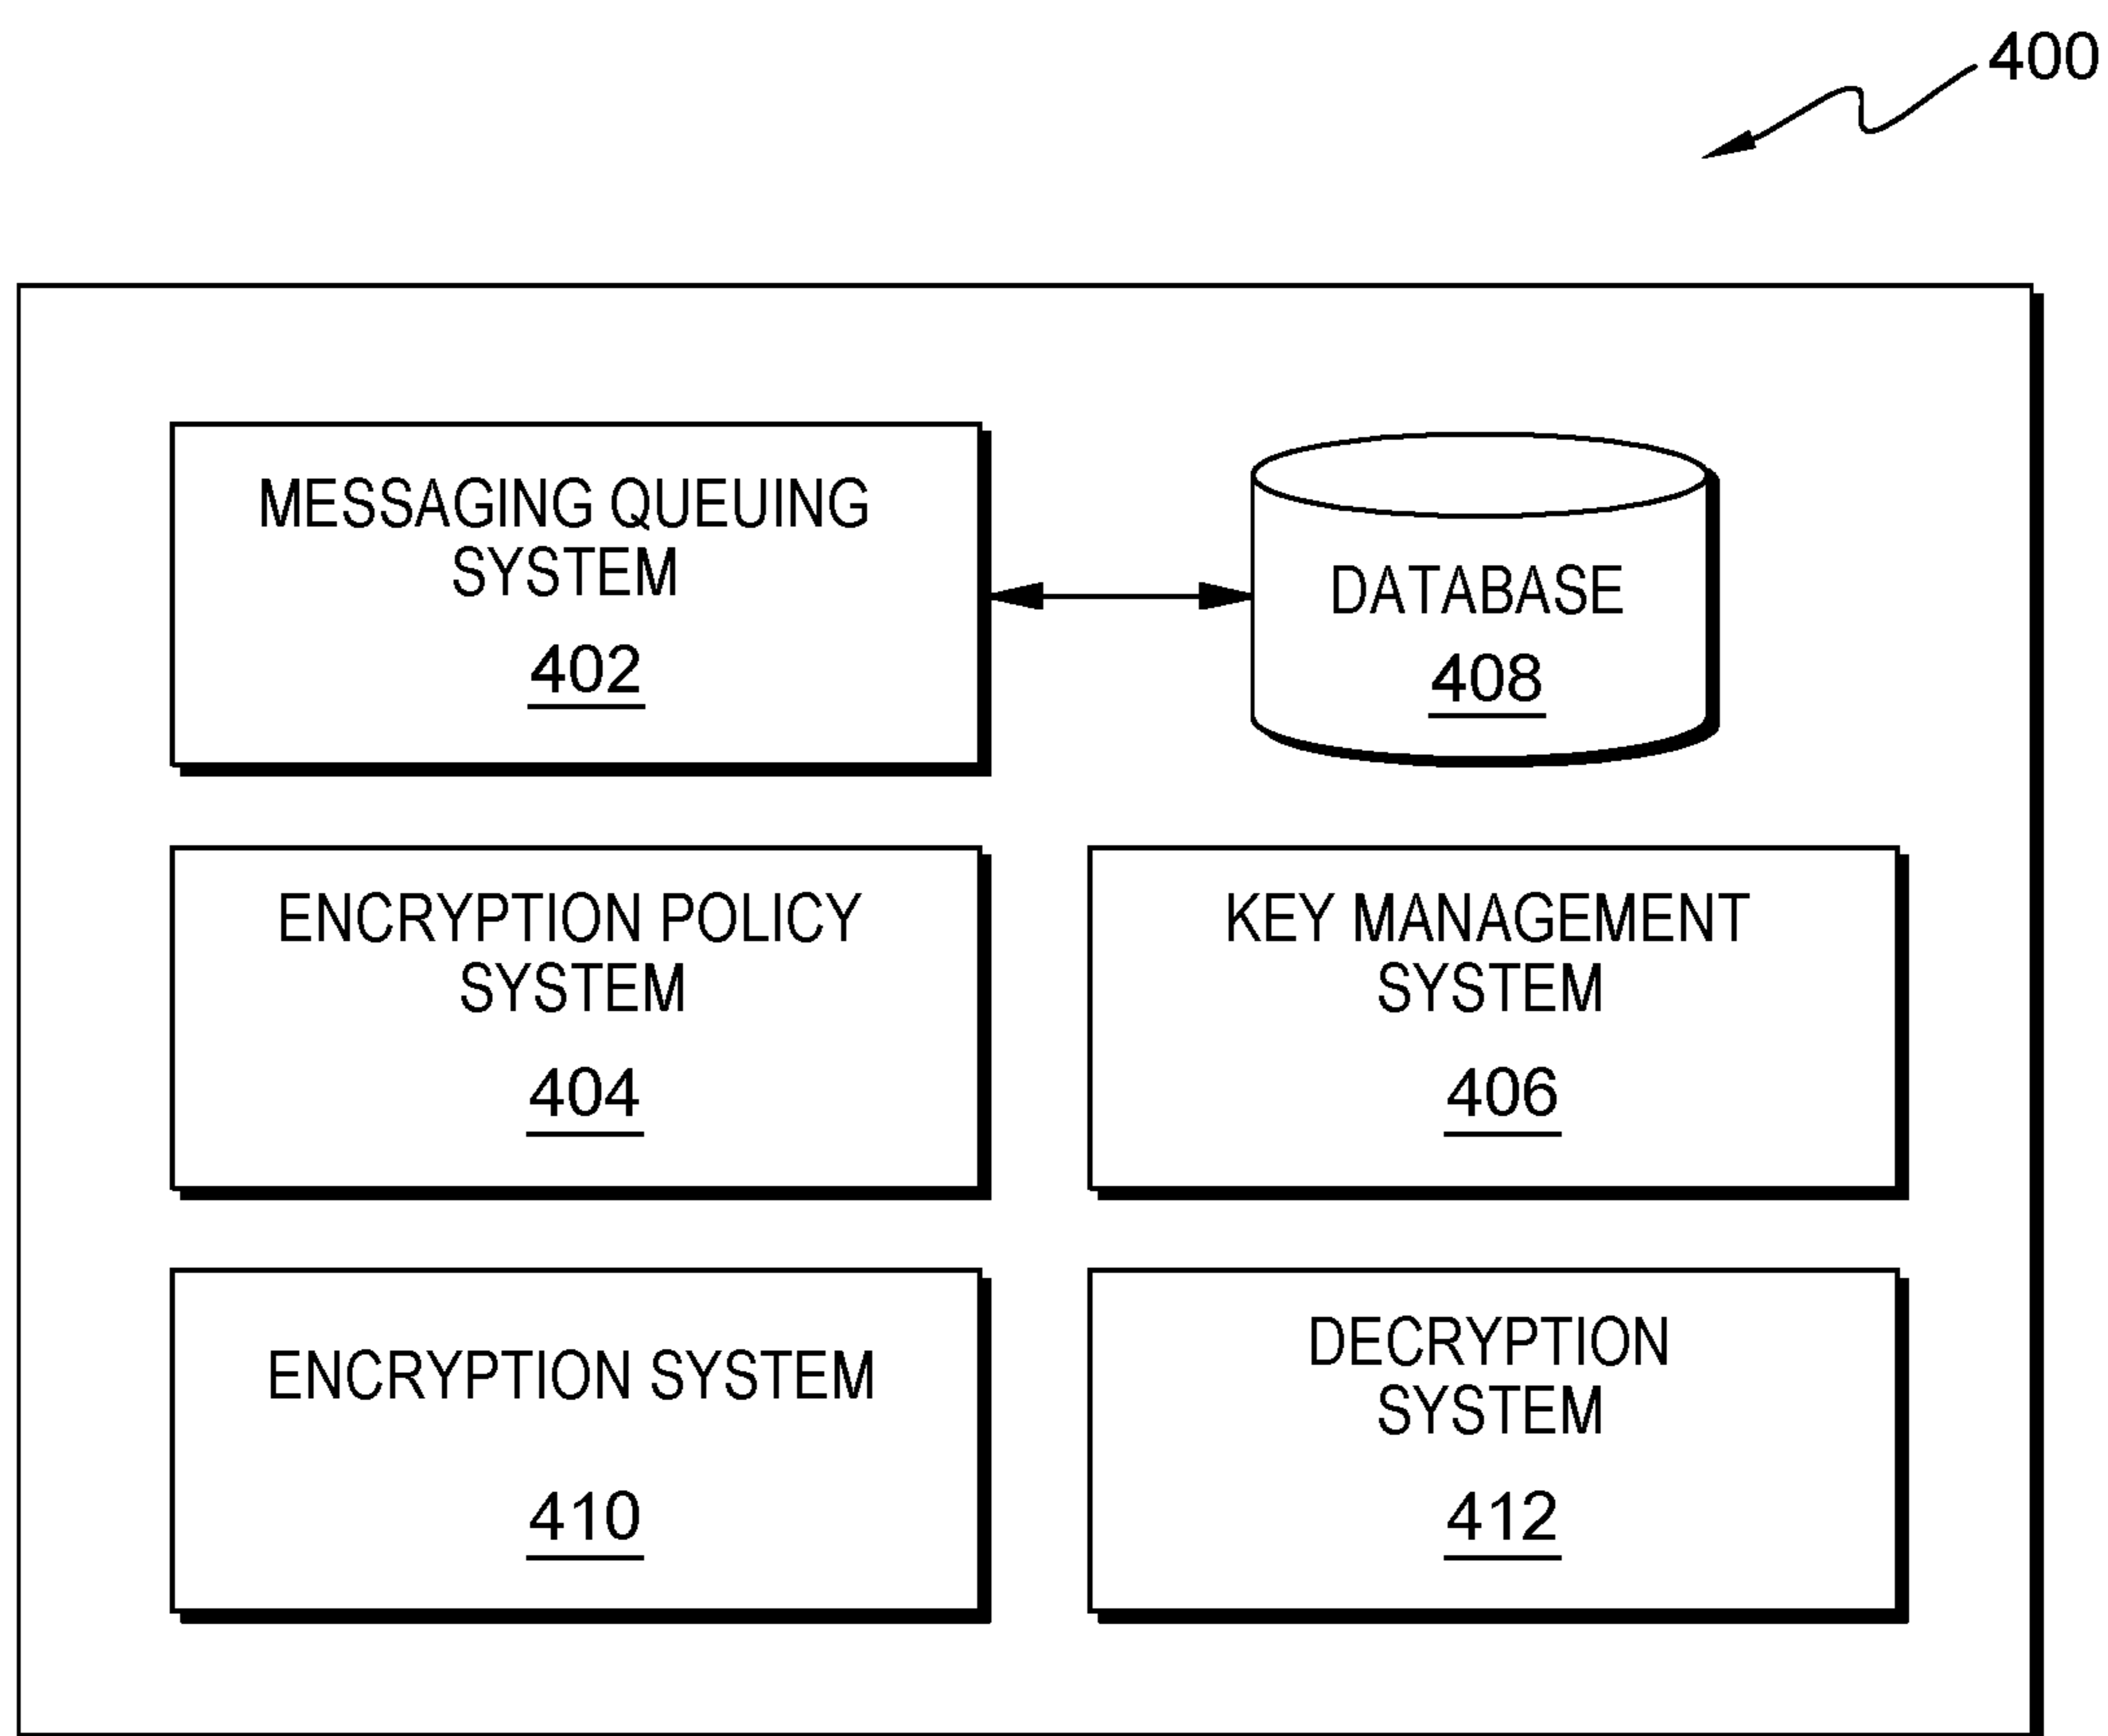 400
MESSAGING QUEUING
SYSTEM
402
DATABASE
408
ENCRYPTION POLICY
SYSTEM
404
KEY MANAGEMENT
SYSTEM
406
ENCRYPTION SYSTEM
410
DECRYPTION
SYSTEM
412